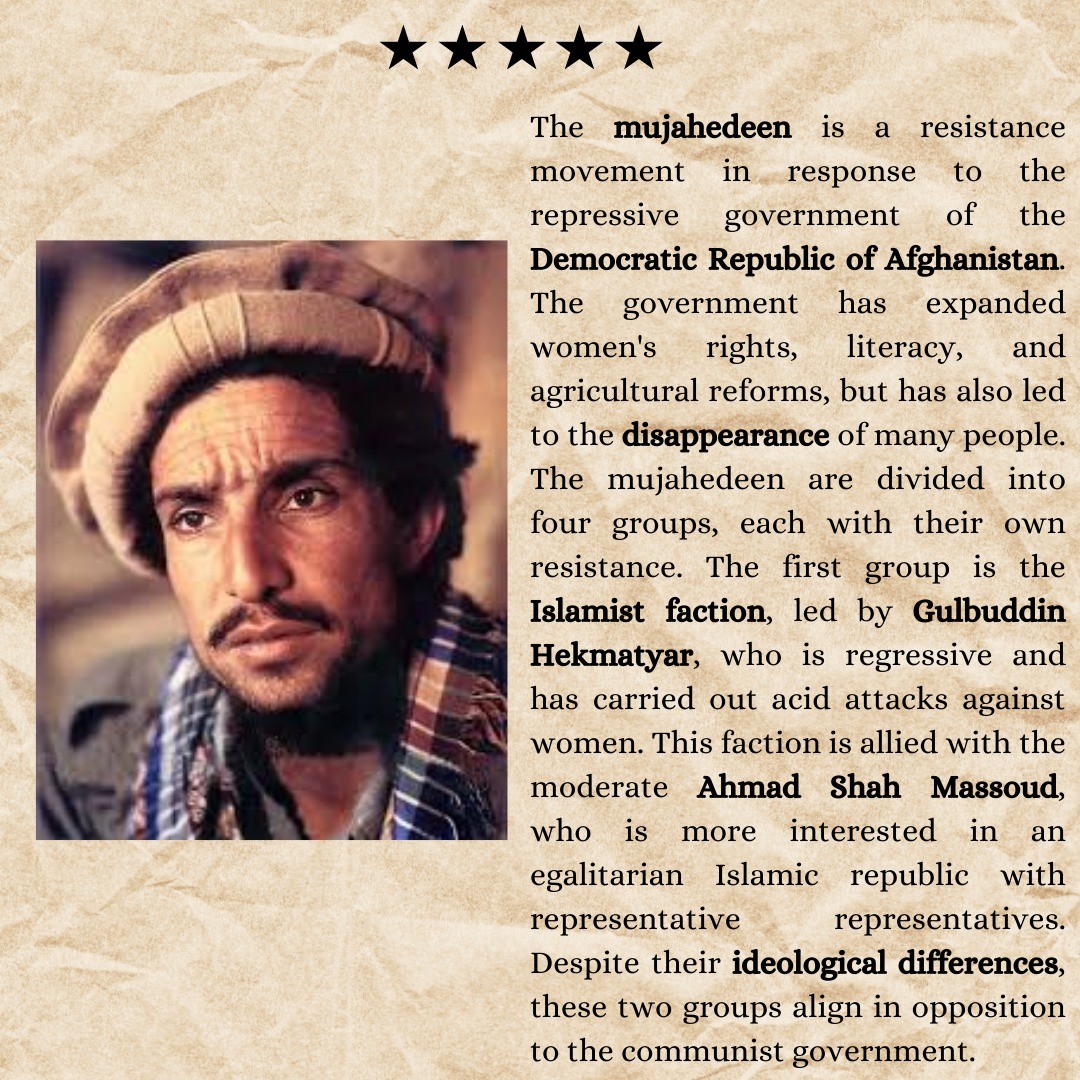 The mujahedeen is a resistance
movement in response to the
repressive government of the
Democratic Republic of Afghanistan.
The government has expanded
women's rights, literacy, and
agricultural reforms, but has also led
to the disappearance of many people.
The mujahedeen are divided into
four groups, each with their own
resistance. The first group is the
Islamist faction, led by Gulbuddin
Hekmatyar, who is regressive and
has carried out acid attacks against
women. This faction is allied with the
moderate Ahmad Shah Massoud,
who is more interested in an
egalitarian Islamic republic with
representative representatives.
Despite their ideological differences,
these two groups align in opposition
to the communist government.